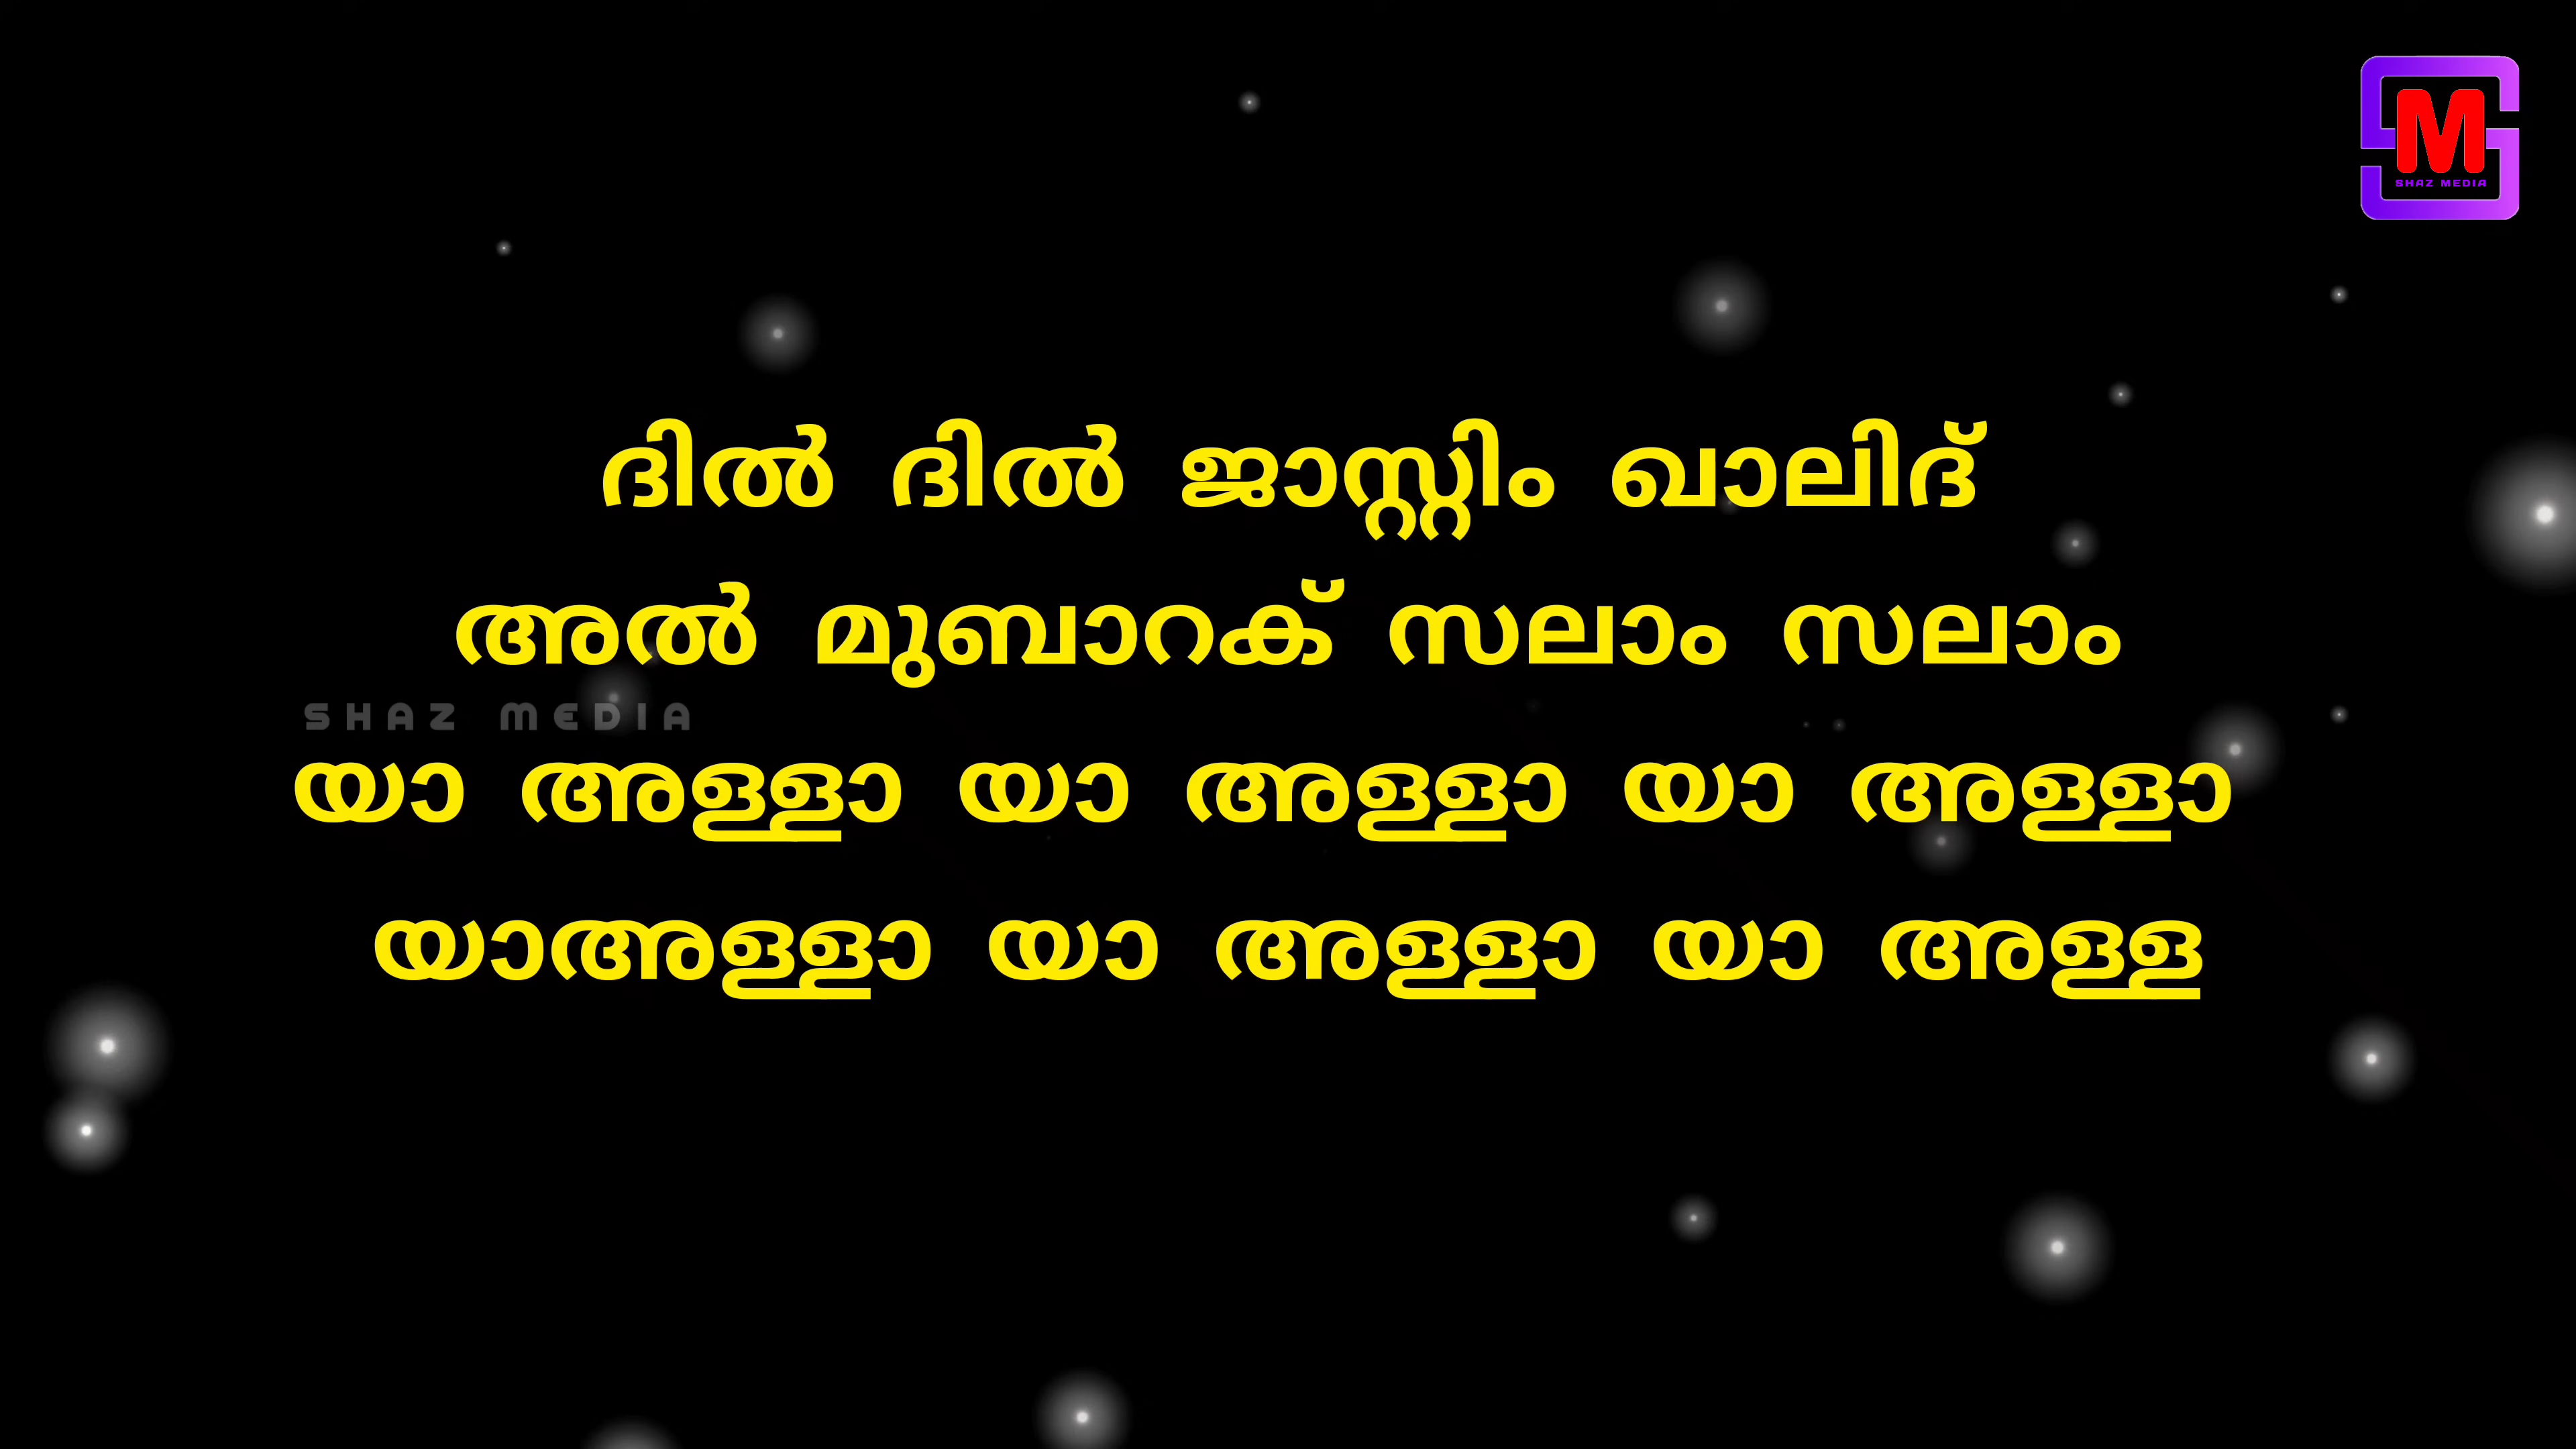 M
SHAZ MEDIA
ദിൽ ദിൽ ജാസ്റ്റിം ഖാലിദ്
അൽ മുബാറക് സലാം സലാം
SHAZ MEDIA
യാ അള്ളാ യാ അള്ളാ യാ അള്ളാ
യാഅള്ളാ യാ അള്ളാ യാ അള്ള